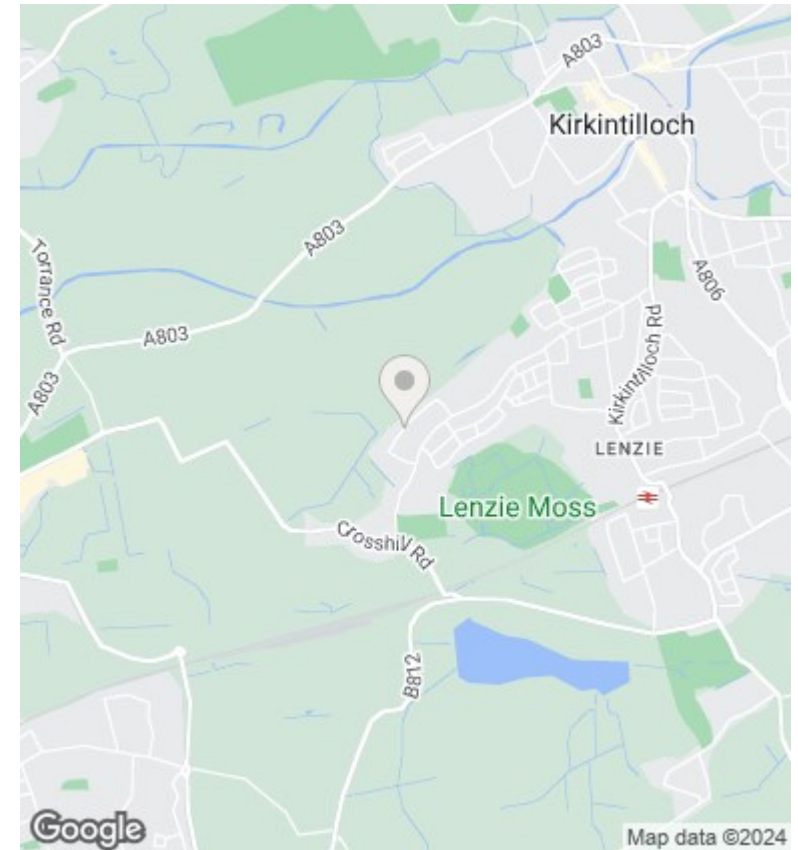 A803
Kirkintilloch
A803
Torrance Rd
A806
A803
Kirkintilloch Rd
A803
LENZIE
Lenzie Moss
Crosshill Rd
B812
Google
Map data ©2024